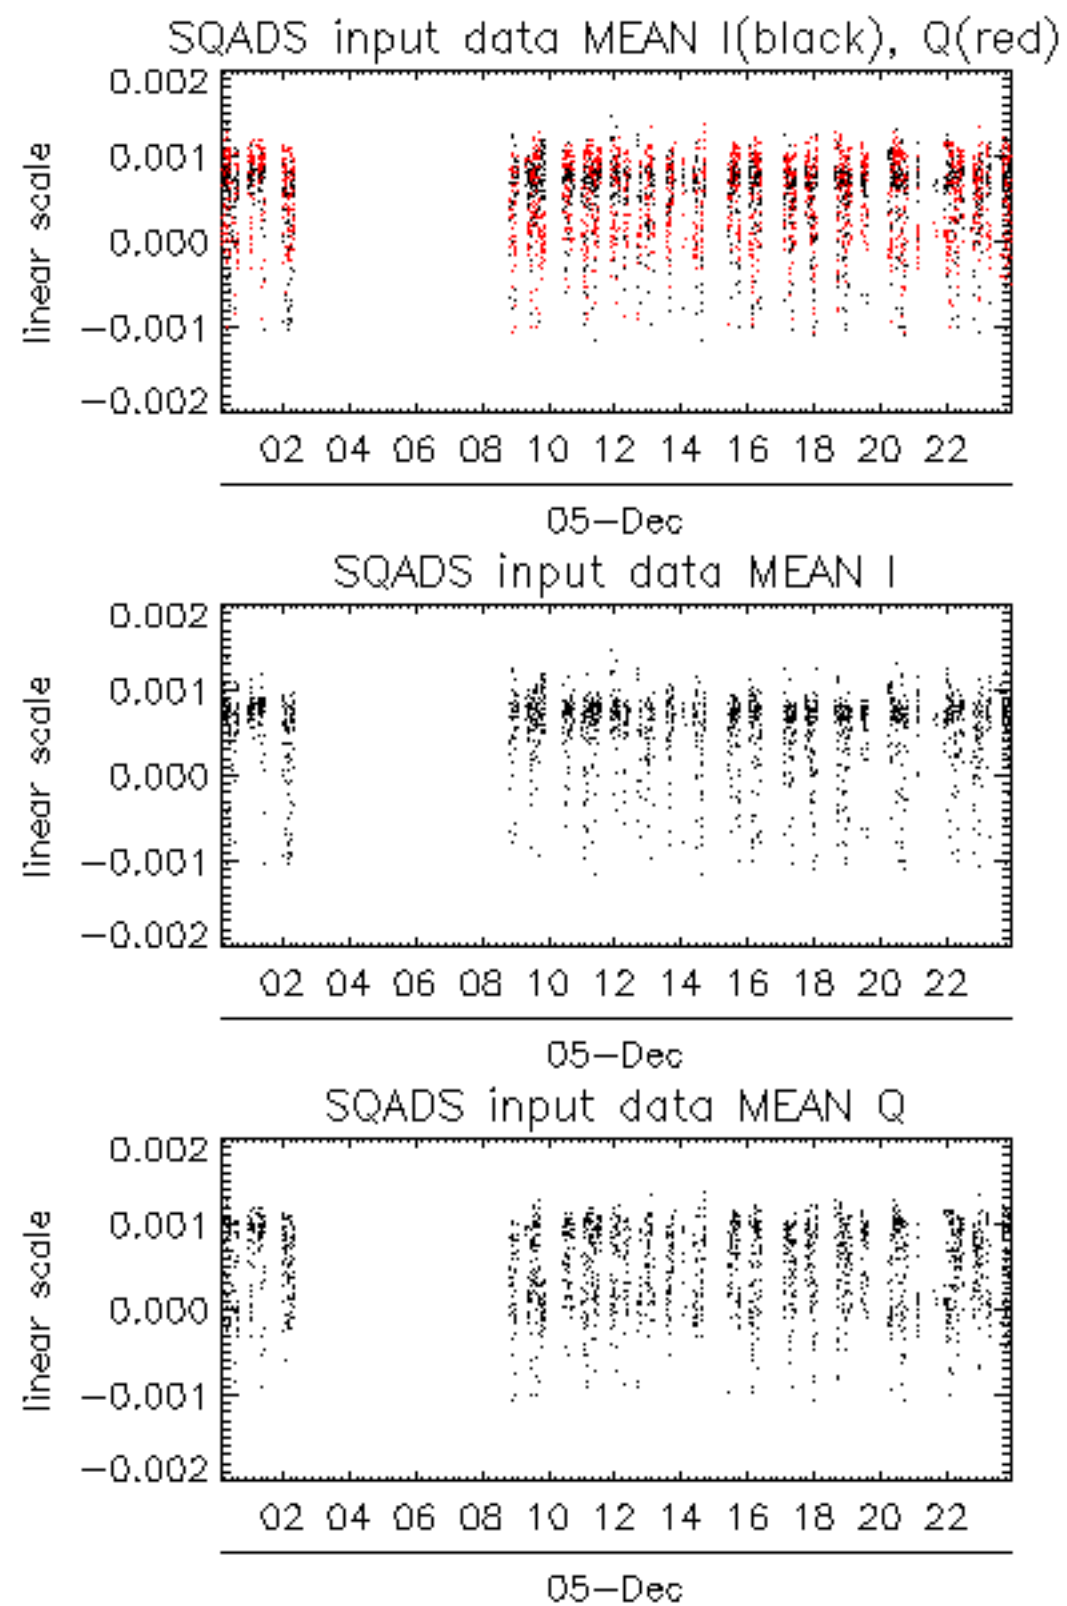 SQADS input data MEAN I(black), Q(red)
0.002
0.001
0.000
−0.001
−0.002
linear scale
02 04 06 08 10 12 14 16 18 20 22
05−Dec
SQADS input data MEAN I
0.002
0.001
0.000
−0.001
−0.002
linear scale
02 04 06 08 10 12 14 16 18 20 22
05−Dec
SQADS input data MEAN Q
0.002
0.001
0.000
−0.001
−0.002
linear scale
02 04 06 08 10 12 14 16 18 20 22
05−Dec